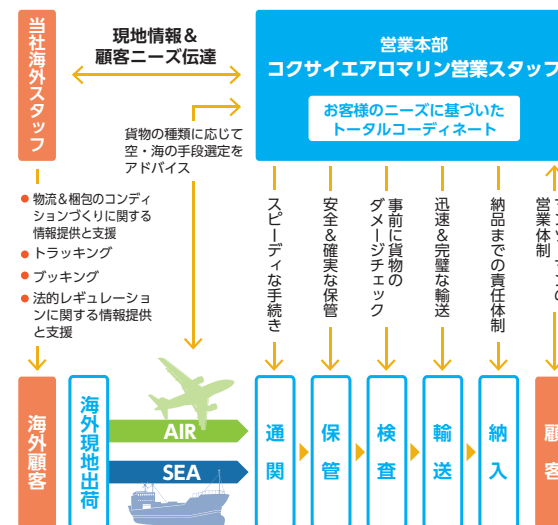 当社海外スタッフ
現地情報＆
顧客ニーズ伝達
営業本部
コクサイエアロマリン営業スタッフ
お客様のニーズに基づいた
トータルコーディネート
貨物の種類に応じて
空・海の手段選定を
アドバイス
●物流＆梱包のコンディ
ションづくりに関する
情報提供と支援
●トラッキング
●ブッキング
●法的レギュレーショ
ンに関する情報提供
と支援
スピーディな手続き
安全＆確実な保管
事前に貨物の
ダメージチェック
迅速＆完璧な輸送
納品までの責任体制
営業体制
海外顧客
海外現地出荷
AIR
SEA
通関
保管
検査
輸送
納入
顧客